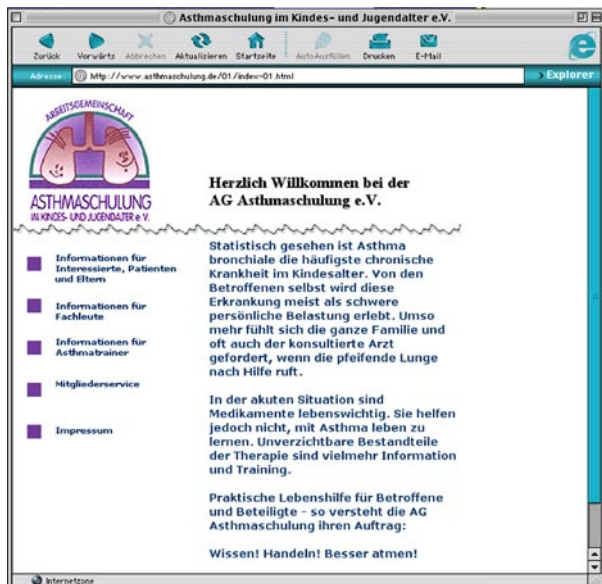 Asthmaschulung im Kindes- und Jugendalter e.V.
Zurück Vorwärts Abbrechen Aktualisieren Startseite AutoAusfüllen Drucken E-Mail
Adresse: http://www.asthmaschulung.de/01/index-01.html Explorer
ARBEITSGEMEINSCHAFT
ASTHMASCHULUNG
IM KINDES- UND JUGENDALTER e.V.
Herzlich Willkommen bei der
AG Asthmaschulung e.V.
Informationen für
Interessierte, Patienten
und Eltern
Informationen für
Fachleute
Informationen für
Asthmatrainer
Mitgliederservice
Impressum
Statistisch gesehen ist Asthma
bronchiale die häufigste chronische
Krankheit im Kindesalter. Von den
Betroffenen selbst wird diese
Erkrankung meist als schwere
persönliche Belastung erlebt. Umso
mehr fühlt sich die ganze Familie und
oft auch der konsultierte Arzt
gefordert, wenn die pfeifende Lunge
nach Hilfe ruft.
In der akuten Situation sind
Medikamente lebenswichtig. Sie helfen
jedoch nicht, mit Asthma leben zu
lernen. Unverzichtbare Bestandteile
der Therapie sind vielmehr Information
und Training.
Praktische Lebenshilfe für Betroffene
und Beteiligte - so versteht die AG
Asthmaschulung ihren Auftrag:
Wissen! Handeln! Besser atmen!
Internetzone